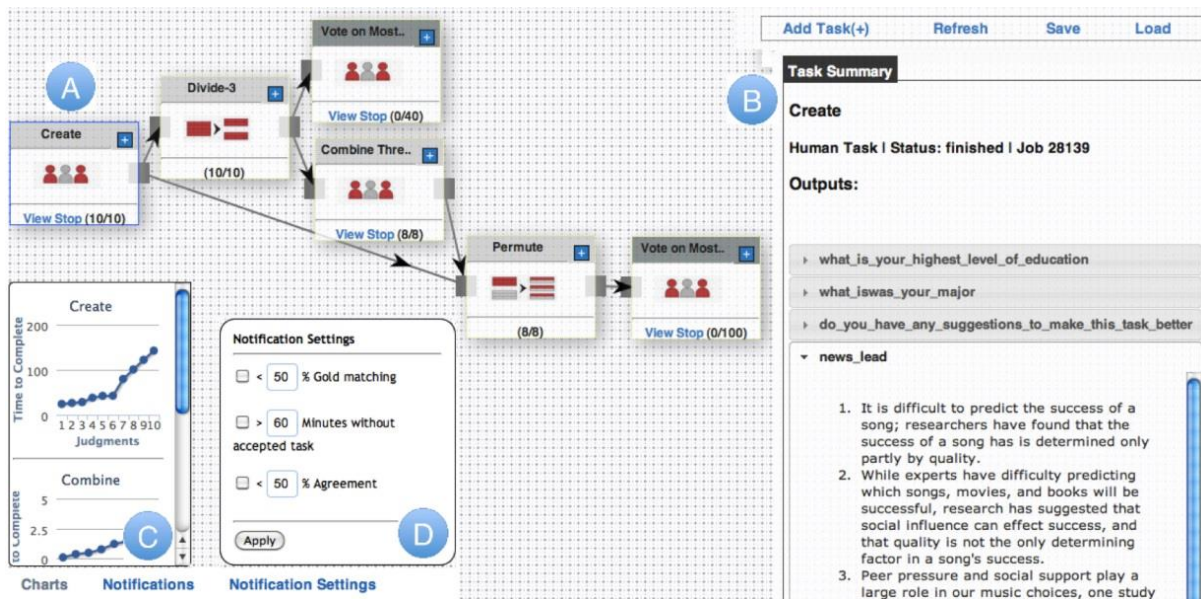 Add Task(+) Refresh Save Load
A
Create
View Stop (10/10)
Divide-3
(10/10)
Vote on Most..
View Stop (0/40)
Combine Thre..
View Stop (8/8)
Permute
(8/8)
Vote on Most..
View Stop (0/100)
B
Task Summary
Create
Human Task | Status: finished | Job 28139
Outputs:
what_is_your_highest_level_of_education
what_iswas_your_major
do_you_have_any_suggestions_to_make_this_task_better
news_lead
1. It is difficult to predict the success of a
song; researchers have found that the
success of a song has is determined only
partly by quality.
2. While experts have difficulty predicting
which songs, movies, and books will be
successful, research has suggested that
social influence can effect success, and
that quality is not the only determining
factor in a song's success.
3. Peer pressure and social support play a
large role in our music choices, one study
Create
Time to Complete
200
100
0
1 2 3 4 5 6 7 8 9 10
Judgments
Combine
to Complete
5
2.5
0
C
Notification Settings
< 50 % Gold matching
> 60 Minutes without
accepted task
< 50 % Agreement
Apply
D
Charts Notifications Notification Settings